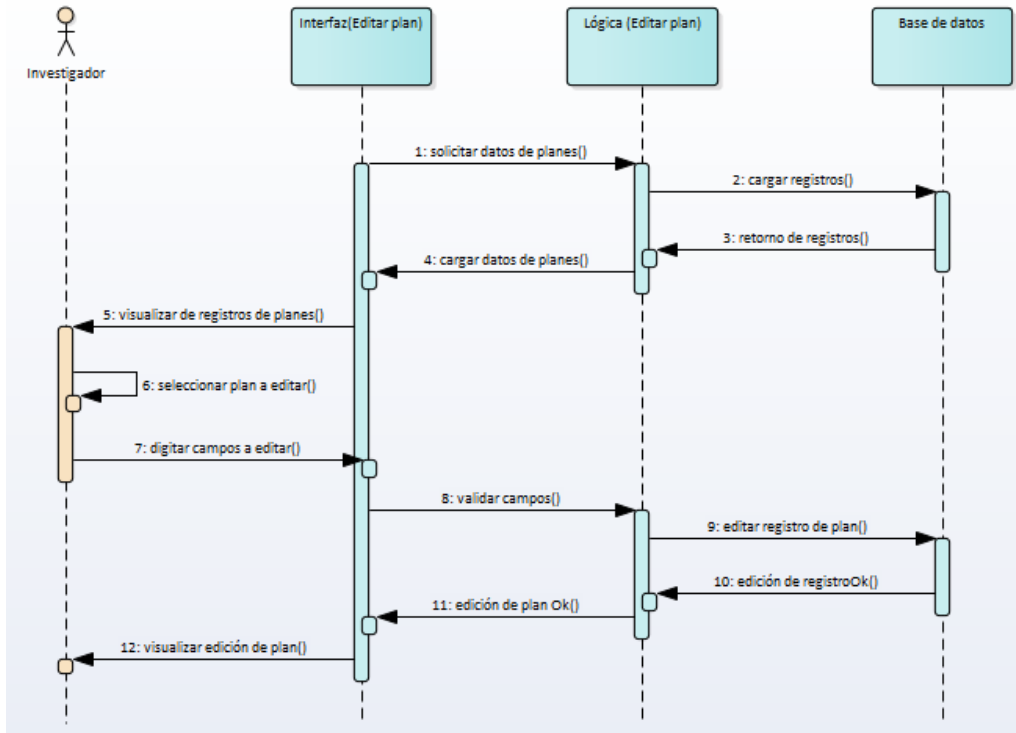 Interfaz(Editar plan)
Lógica (Editar plan)
Base de datos
Investigador
1: solicitar datos de planes()
2: cargar registros()
3: retorno de registros()
4: cargar datos de planes()
5: visualizar de registros de planes()
6: seleccionar plan a editar()
7: digitar campos a editar()
8: validar campos()
9: editar registro de plan()
10: edición de registroOk()
11: edición de plan Ok()
12: visualizar edición de plan()